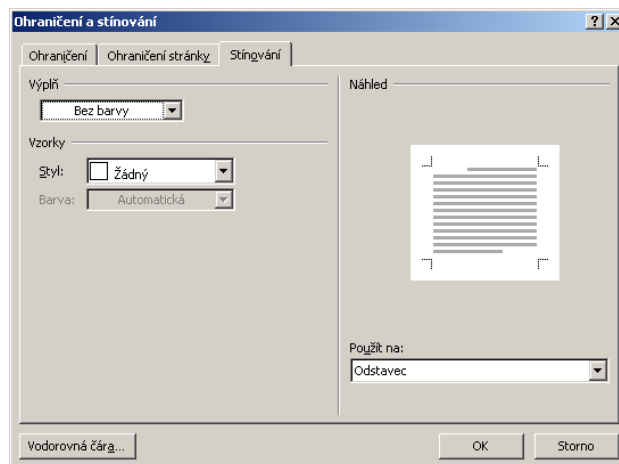 Ohraničení a stínování
Ohraničení Ohraničení stránky Stínování
Výplň
Bez barvy
Vzorky
Styl: Žádný
Barva: Automatická
Náhled
Použít na:
Odstavec
Vodorovná čára... OK Storno